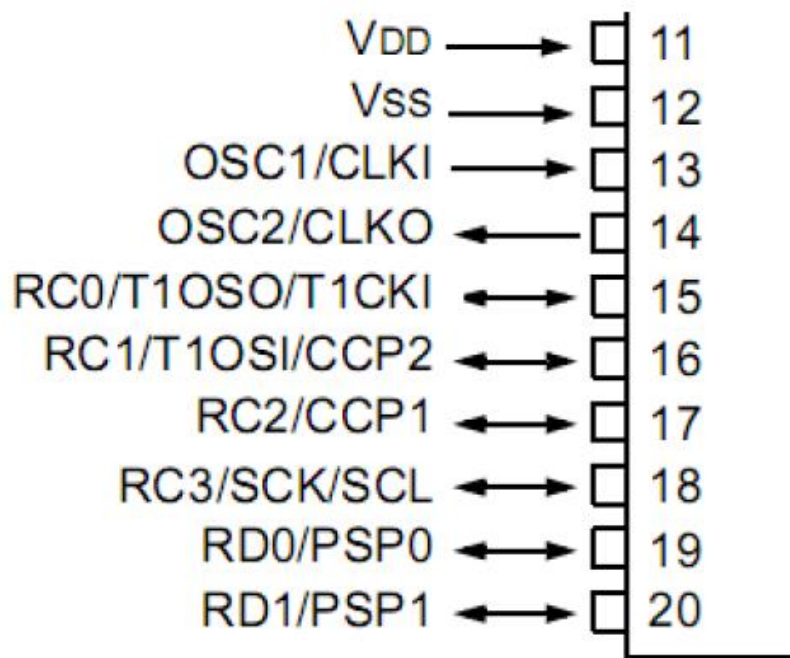 VDD 11
VSS 12
OSC1/CLKI 13
OSC2/CLKO 14
RC0/T1OSO/T1CKI 15
RC1/T1OSI/CCP2 16
RC2/CCP1 17
RC3/SCK/SCL 18
RD0/PSP0 19
RD1/PSP1 20